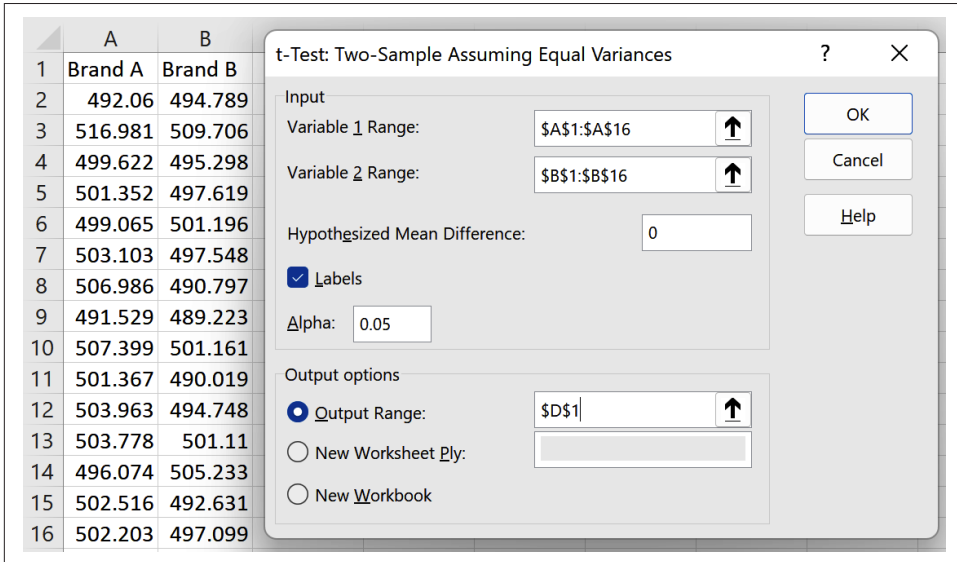 A B
t-Test: Two-Sample Assuming Equal Variances ?
1 Brand A Brand B
2 492.06 494.789
3 516.981 509.706
4 499.622 495.298
5 501.352 497.619
6 499.065 501.196
7 503.103 497.548
8 506.986 490.797
9 491.529 489.223
10 507.399 501.161
11 501.367 490.019
12 503.963 494.748
13 503.778 501.11
14 496.074 505.233
15 502.516 492.631
16 502.203 497.099
Input
Variable 1 Range: $A$1:$A$16
Variable 2 Range: $B$1:$B$16
Hypothesized Mean Difference: 0
Labels
Alpha: 0.05
Output options
Output Range: $D$1
New Worksheet Ply:
New Workbook
OK
Cancel
Help